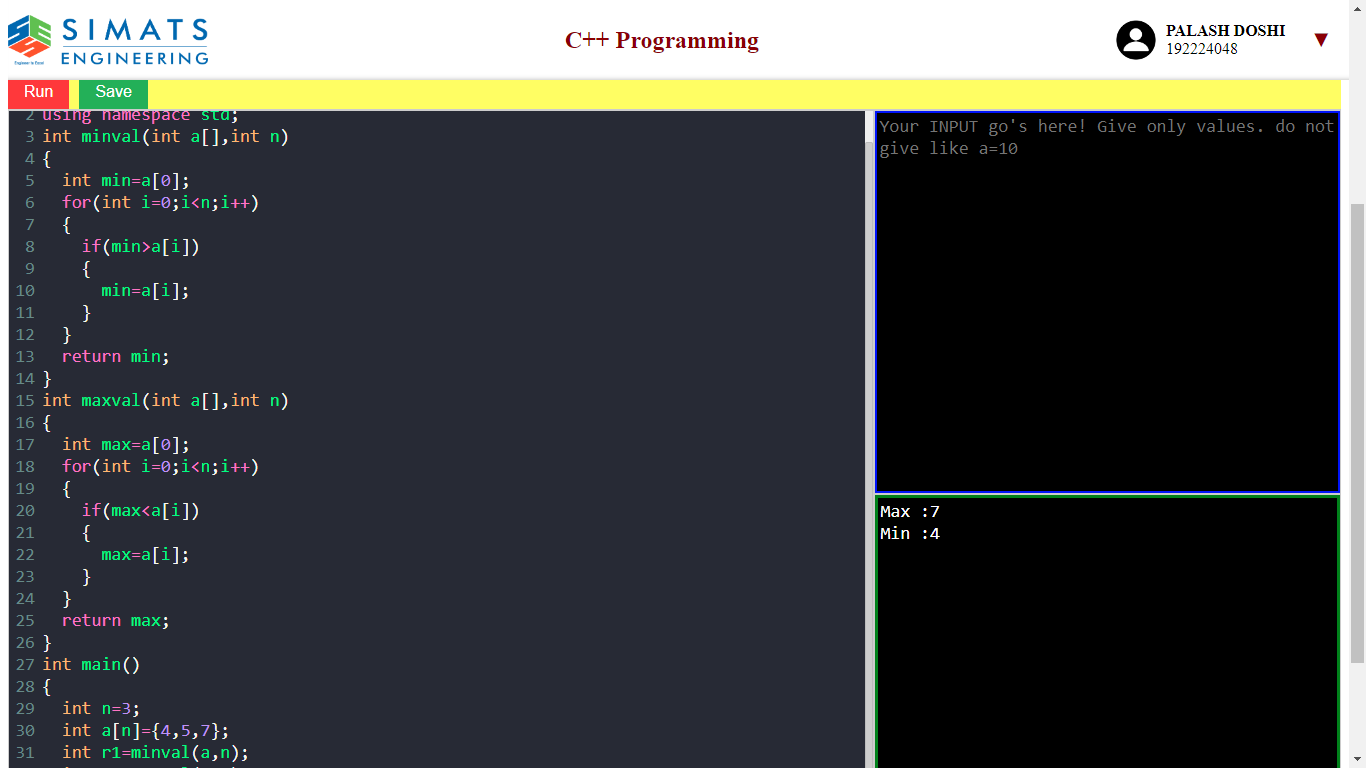 SIMATS
ENGINEERING
Engineer to Excel
C++ Programming
PALASH DOSHI
192224048
▼
Run
Save
2 using namespace std;
3 int minval(int a[],int n)
4 {
5   int min=a[0];
6   for(int i=0;i<n;i++)
7   {
8     if(min>a[i])
9     {
10       min=a[i];
11     }
12   }
13   return min;
14 }
15 int maxval(int a[],int n)
16 {
17   int max=a[0];
18   for(int i=0;i<n;i++)
19   {
20     if(max<a[i])
21     {
22       max=a[i];
23     }
24   }
25   return max;
26 }
27 int main()
28 {
29   int n=3;
30   int a[n]={4,5,7};
31   int r1=minval(a,n);
Your INPUT go's here! Give only values. do not
give like a=10
Max :7
Min :4